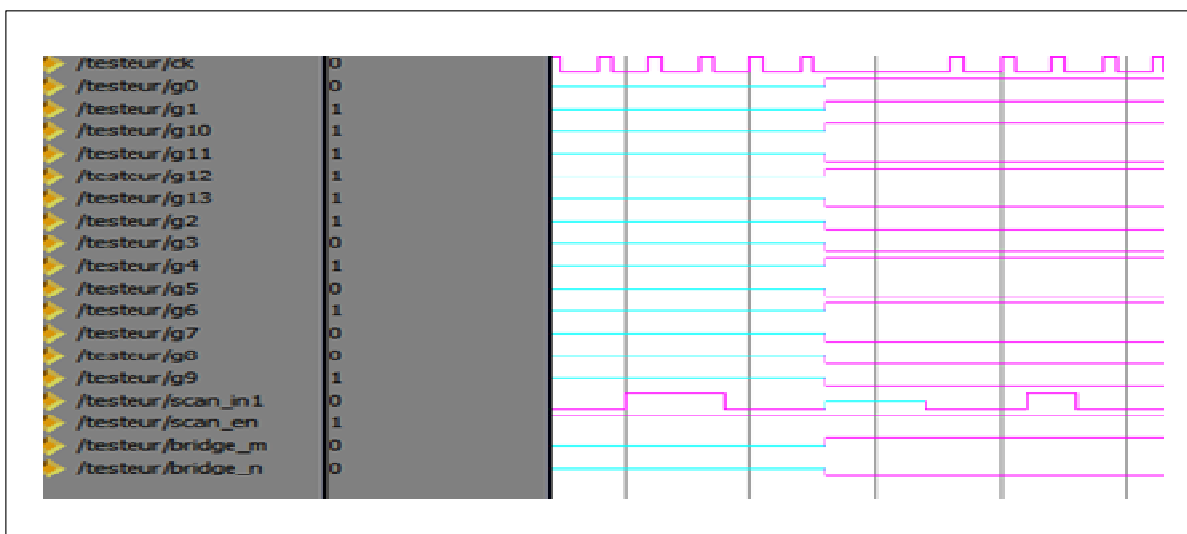 /testeur/ck 0
/testeur/g0 0
/testeur/g1 1
/testeur/g10 1
/testeur/g11 1
/testeur/g12 1
/testeur/g13 1
/testeur/g2 1
/testeur/g3 0
/testeur/g4 1
/testeur/g5 0
/testeur/g6 1
/testeur/g7 0
/testeur/g8 0
/testeur/g9 1
/testeur/scan_in1 0
/testeur/scan_en 1
/testeur/bridge_m 0
/testeur/bridge_n 0